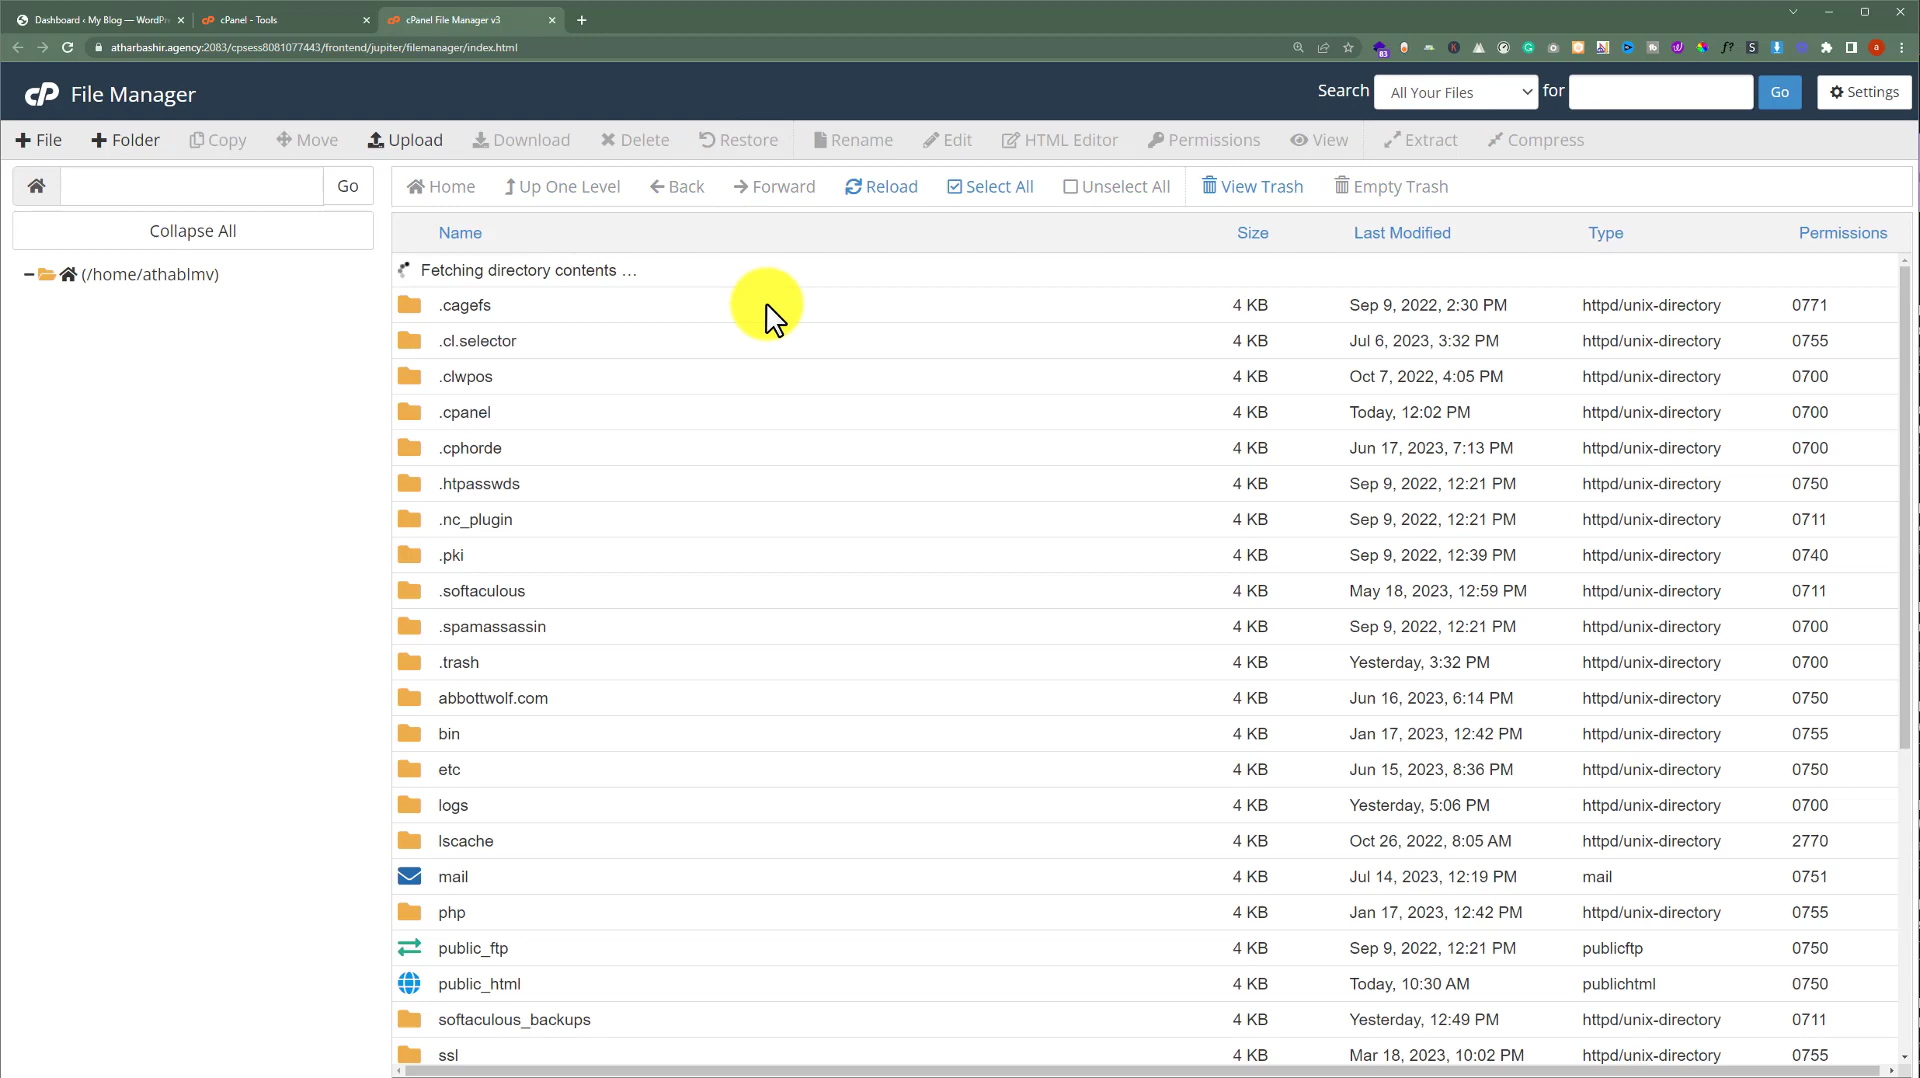 Dashboard ‹ My Blog — WordPr
cPanel - Tools
cPanel File Manager v3
atharbashir.agency:2083/cpsess8081077443/frontend/jupiter/filemanager/index.html
cP File Manager
Search All Your Files for Go Settings
File Folder Copy Move Upload Download Delete Restore Rename Edit HTML Editor Permissions View Extract Compress
Go Home Up One Level Back Forward Reload Select All Unselect All View Trash Empty Trash
Collapse All
(/home/athablmv)
Name Size Last Modified Type Permissions
Fetching directory contents ...
.cagefs 4 KB Sep 9, 2022, 2:30 PM httpd/unix-directory 0771
.cl.selector 4 KB Jul 6, 2023, 3:32 PM httpd/unix-directory 0755
.clwpos 4 KB Oct 7, 2022, 4:05 PM httpd/unix-directory 0700
.cpanel 4 KB Today, 12:02 PM httpd/unix-directory 0700
.cphorde 4 KB Jun 17, 2023, 7:13 PM httpd/unix-directory 0700
.htpasswds 4 KB Sep 9, 2022, 12:21 PM httpd/unix-directory 0750
.nc_plugin 4 KB Sep 9, 2022, 12:21 PM httpd/unix-directory 0711
.pki 4 KB Sep 9, 2022, 12:39 PM httpd/unix-directory 0740
.softaculous 4 KB May 18, 2023, 12:59 PM httpd/unix-directory 0711
.spamassassin 4 KB Sep 9, 2022, 12:21 PM httpd/unix-directory 0700
.trash 4 KB Yesterday, 3:32 PM httpd/unix-directory 0700
abbottwolf.com 4 KB Jun 16, 2023, 6:14 PM httpd/unix-directory 0750
bin 4 KB Jan 17, 2023, 12:42 PM httpd/unix-directory 0755
etc 4 KB Jun 15, 2023, 8:36 PM httpd/unix-directory 0750
logs 4 KB Yesterday, 5:06 PM httpd/unix-directory 0700
lscache 4 KB Oct 26, 2022, 8:05 AM httpd/unix-directory 2770
mail 4 KB Jul 14, 2023, 12:19 PM mail 0751
php 4 KB Jan 17, 2023, 12:42 PM httpd/unix-directory 0755
public_ftp 4 KB Sep 9, 2022, 12:21 PM publicftp 0750
public_html 4 KB Today, 10:30 AM publichtml 0750
softaculous_backups 4 KB Yesterday, 12:49 PM httpd/unix-directory 0711
ssl 4 KB Mar 18, 2023, 10:02 PM httpd/unix-directory 0755